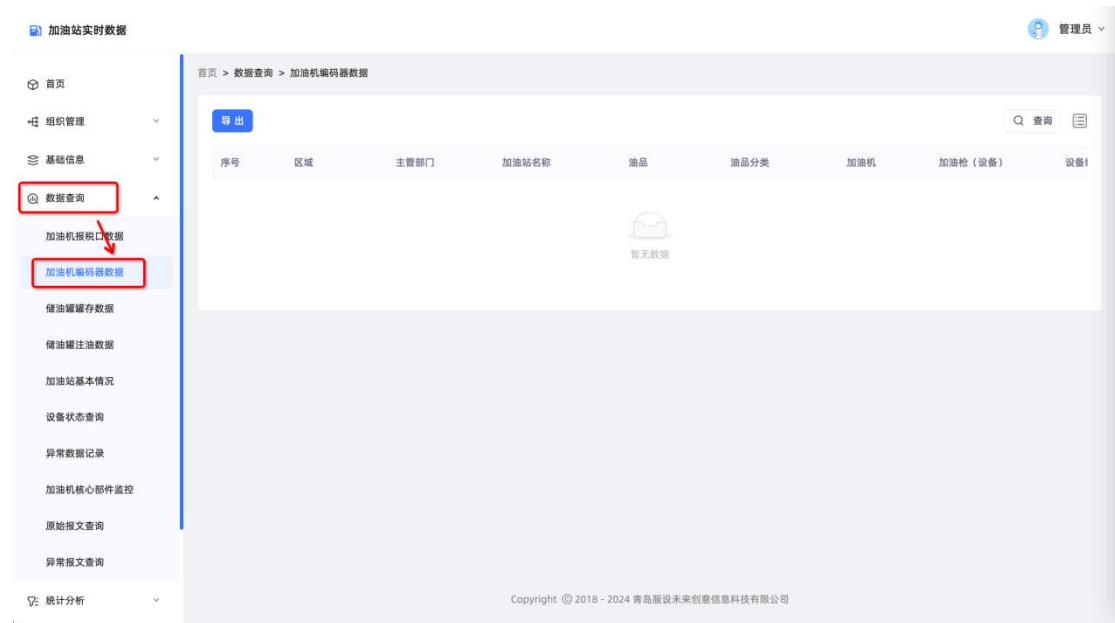 加油站实时数据
管理员
首页
组织管理
基础信息
数据查询
加油机报税口数据
加油机编码器数据
储油罐罐存数据
储油罐注油数据
加油站基本情况
设备状态查询
异常数据记录
加油机核心部件监控
原始报文查询
异常报文查询
统计分析
首页 > 数据查询 > 加油机编码器数据
导出
查询
序号 区域 主管部门 加油站名称 油品 油品分类 加油机 加油枪（设备） 设备
暂无数据
Copyright © 2018 - 2024 青岛服设未来创意信息科技有限公司